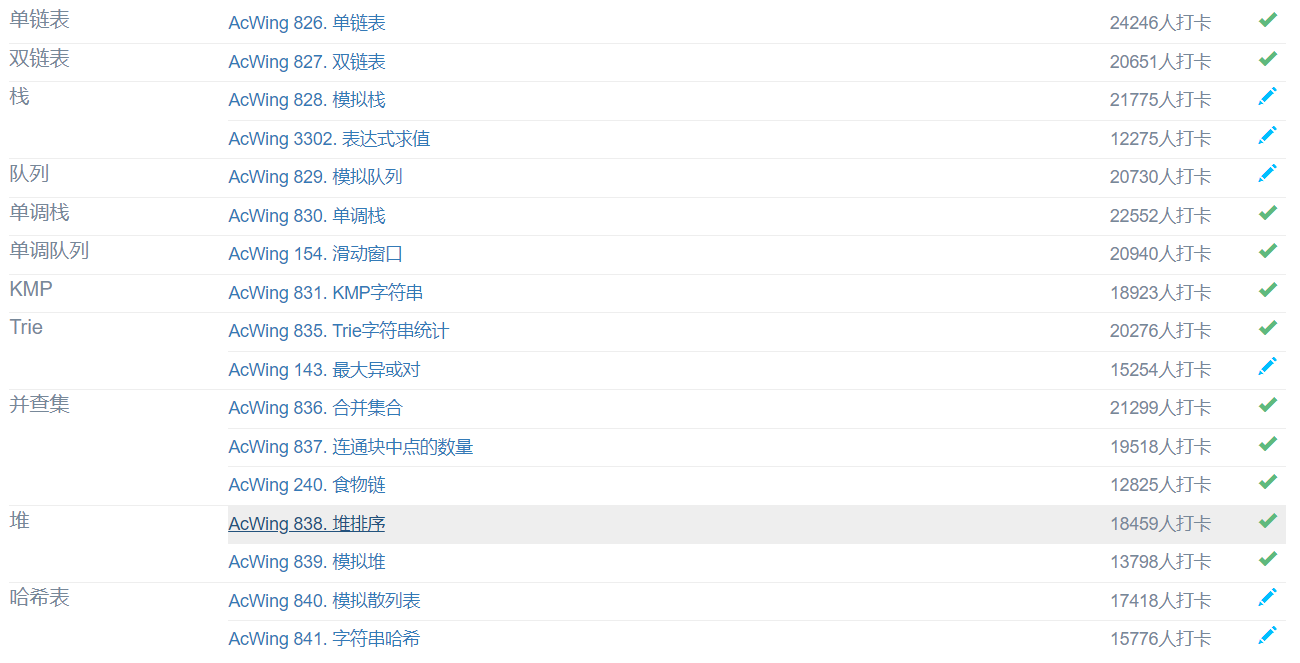 单链表 AcWing 826. 单链表 24246人打卡
双链表 AcWing 827. 双链表 20651人打卡
栈 AcWing 828. 模拟栈 21775人打卡
AcWing 3302. 表达式求值 12275人打卡
队列 AcWing 829. 模拟队列 20730人打卡
单调栈 AcWing 830. 单调栈 22552人打卡
单调队列 AcWing 154. 滑动窗口 20940人打卡
KMP AcWing 831. KMP字符串 18923人打卡
Trie AcWing 835. Trie字符串统计 20276人打卡
AcWing 143. 最大异或对 15254人打卡
并查集 AcWing 836. 合并集合 21299人打卡
AcWing 837. 连通块中点的数量 19518人打卡
AcWing 240. 食物链 12825人打卡
堆 AcWing 838. 堆排序 18459人打卡
AcWing 839. 模拟堆 13798人打卡
哈希表 AcWing 840. 模拟散列表 17418人打卡
AcWing 841. 字符串哈希 15776人打卡